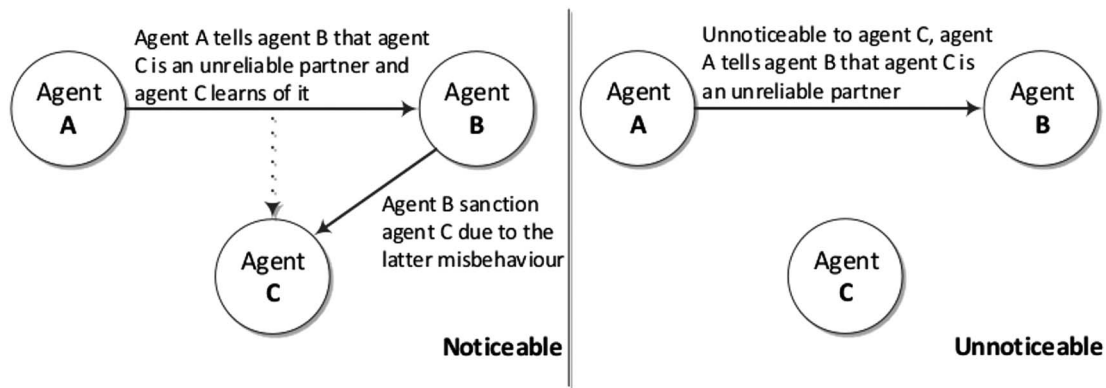 Agent A tells agent B that agent
C is an unreliable partner and
agent C learns of it
Agent
A
Agent
B
Agent B sanction
agent C due to the
latter misbehaviour
Agent
C
Noticeable
Unnoticeable to agent C, agent
A tells agent B that agent C is
an unreliable partner
Agent
A
Agent
B
Agent
C
Unnoticeable